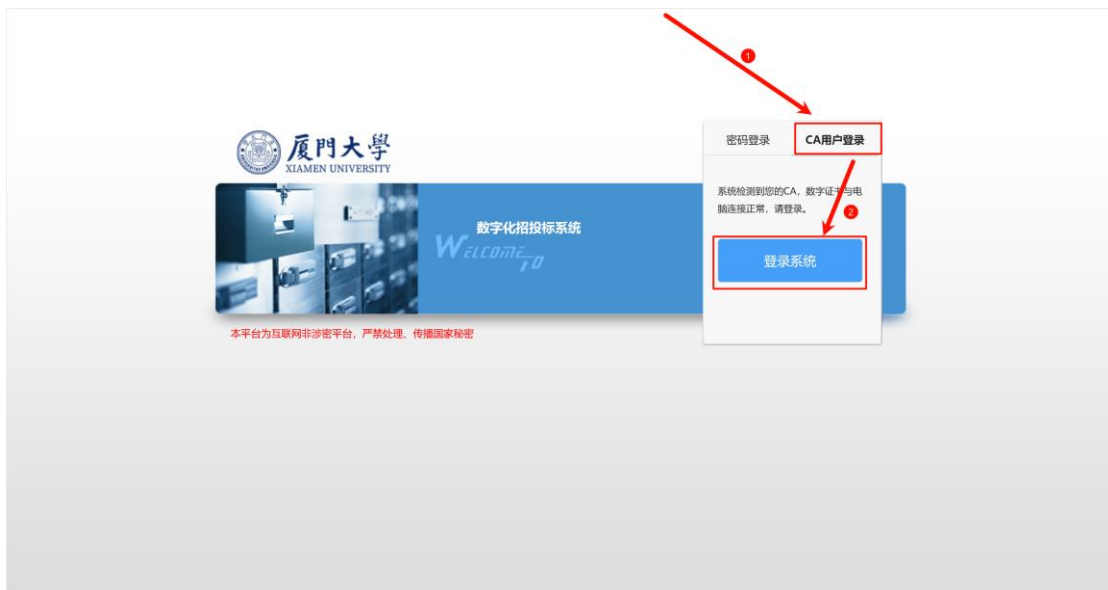 1
厦門大學
XIAMEN UNIVERSITY
密码登录 CA用户登录
系统检测到您的CA，数字证书与电
脑连接正常，请登录。
2
数字化招投标系统
WELCOME TO
登录系统
本平台为互联网非涉密平台，严禁处理、传播国家秘密